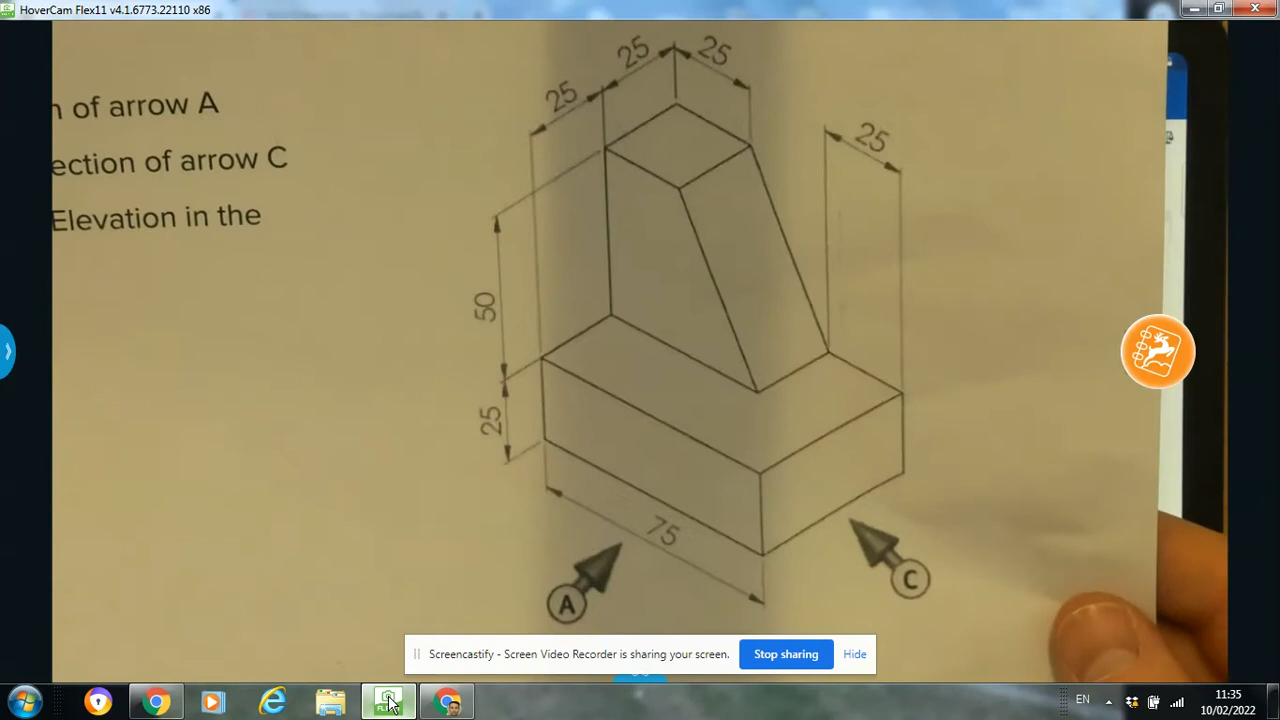 HoverCam Flex11 v4.1.6773.22110 x86
n of arrow A
ection of arrow C
Elevation in the
25
25
25
25
50
25
75
A
C
Screencastify - Screen Video Recorder is sharing your screen.
Stop sharing
Hide
EN
11:35
10/02/2022